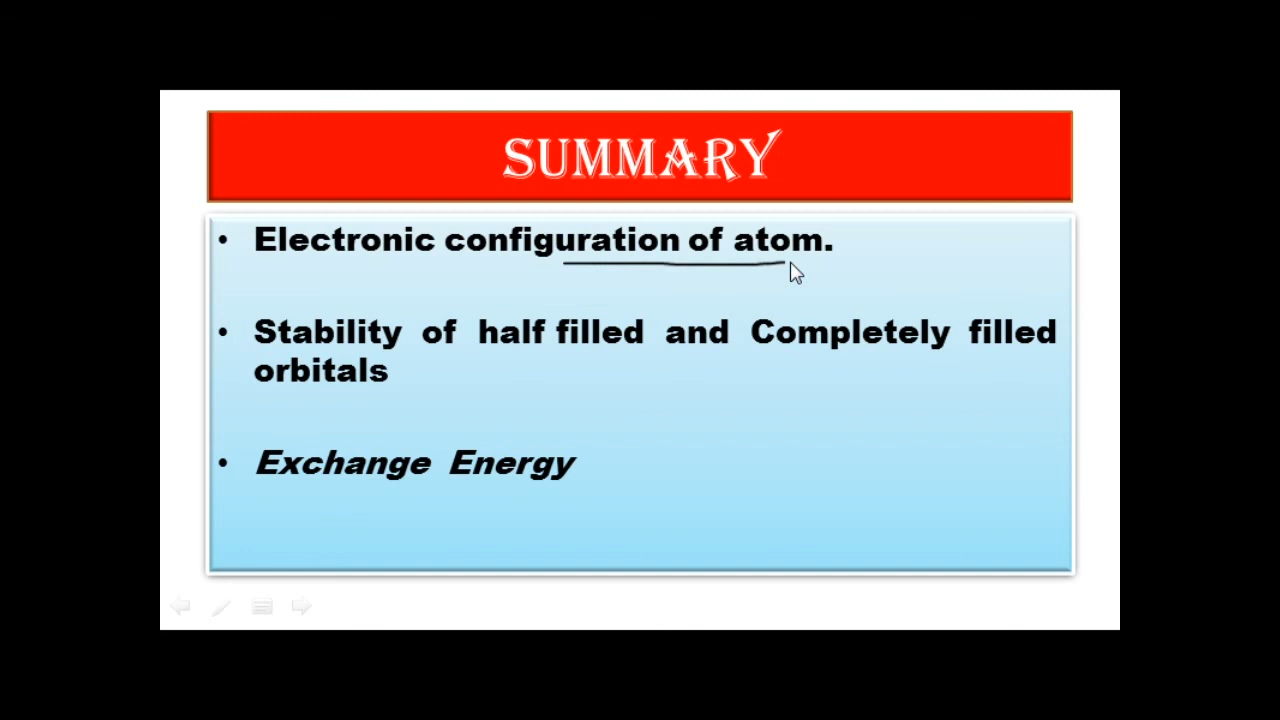 SUMMARY
• Electronic configuration of atom.
• Stability of half filled and Completely filled
orbitals
• Exchange Energy